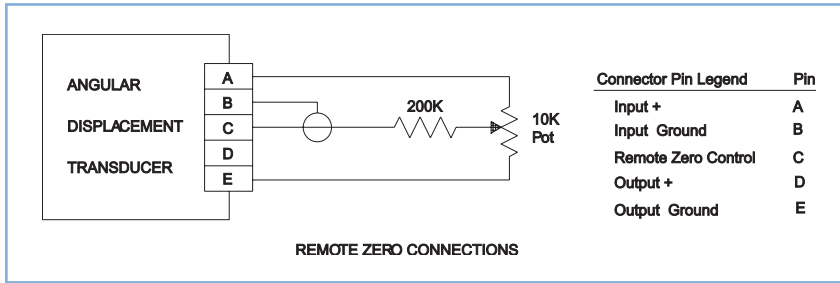 ANGULAR
DISPLACEMENT
TRANSDUCER
A
B
C
D
E
200K
10K
Pot
Connector Pin Legend Pin
Input + A
Input Ground B
Remote Zero Control C
Output + D
Output Ground E
REMOTE ZERO CONNECTIONS